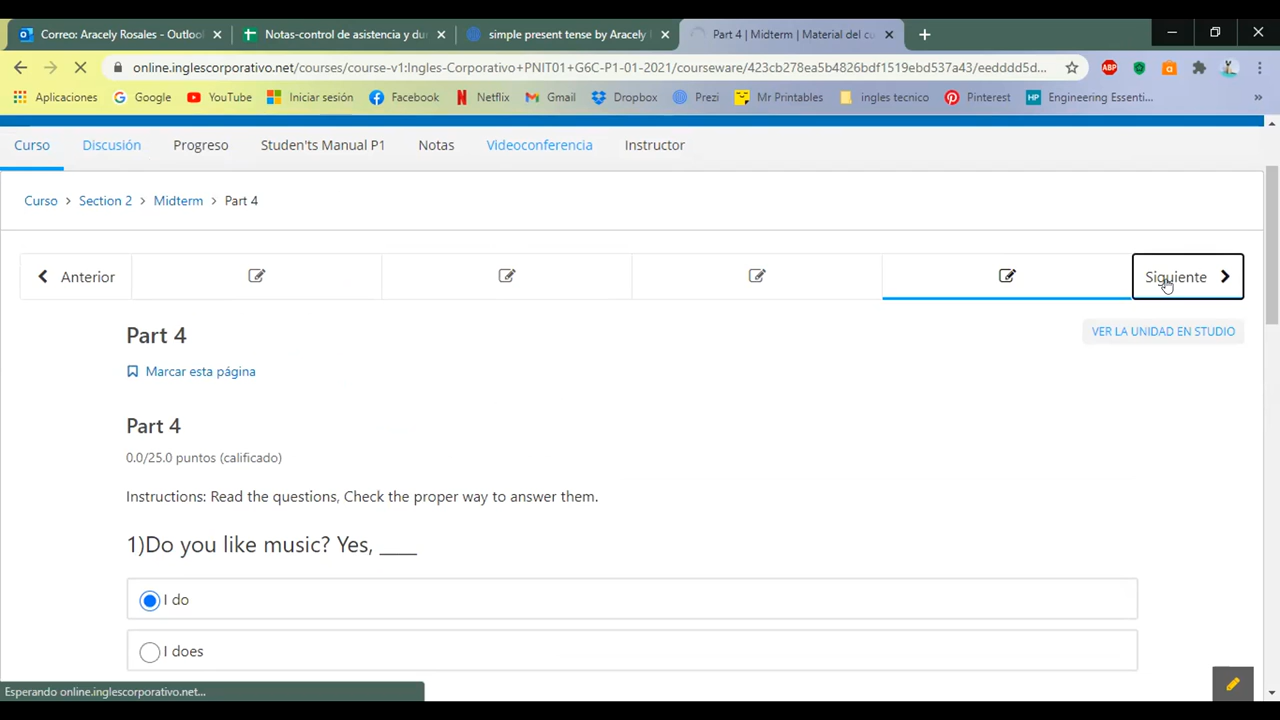 Correo: Aracely Rosales - Outlook
Notas-control de asistencia y du
simple present tense by Aracely
Part 4 | Midterm | Material del cu
online.inglescorporativo.net/courses/course-v1:Ingles-Corporativo+PNIT01+G6C-P1-01-2021/courseware/423cb278ea5b4826bdf1519ebd537a43/eedddd5d...
ABP
Aplicaciones
Google
YouTube
Iniciar sesión
Facebook
Netflix
Gmail
Dropbox
Prezi
Mr Printables
ingles tecnico
Pinterest
HP
Engineering Essenti...
»
Curso
Discusión
Progreso
Studen'ts Manual P1
Notas
Videoconferencia
Instructor
Curso > Section 2 > Midterm > Part 4
Anterior
Siguiente
Part 4
VER LA UNIDAD EN STUDIO
Marcar esta página
Part 4
0.0/25.0 puntos (calificado)
Instructions: Read the questions, Check the proper way to answer them.
1)Do you like music? Yes, ____
I do
I does
Esperando online.inglescorporativo.net...